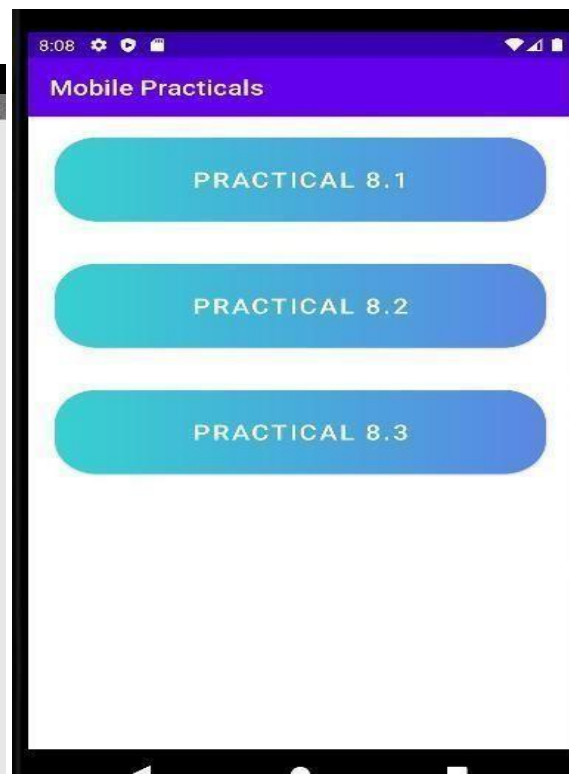 8:08
Mobile Practicals
PRACTICAL 8.1
PRACTICAL 8.2
PRACTICAL 8.3